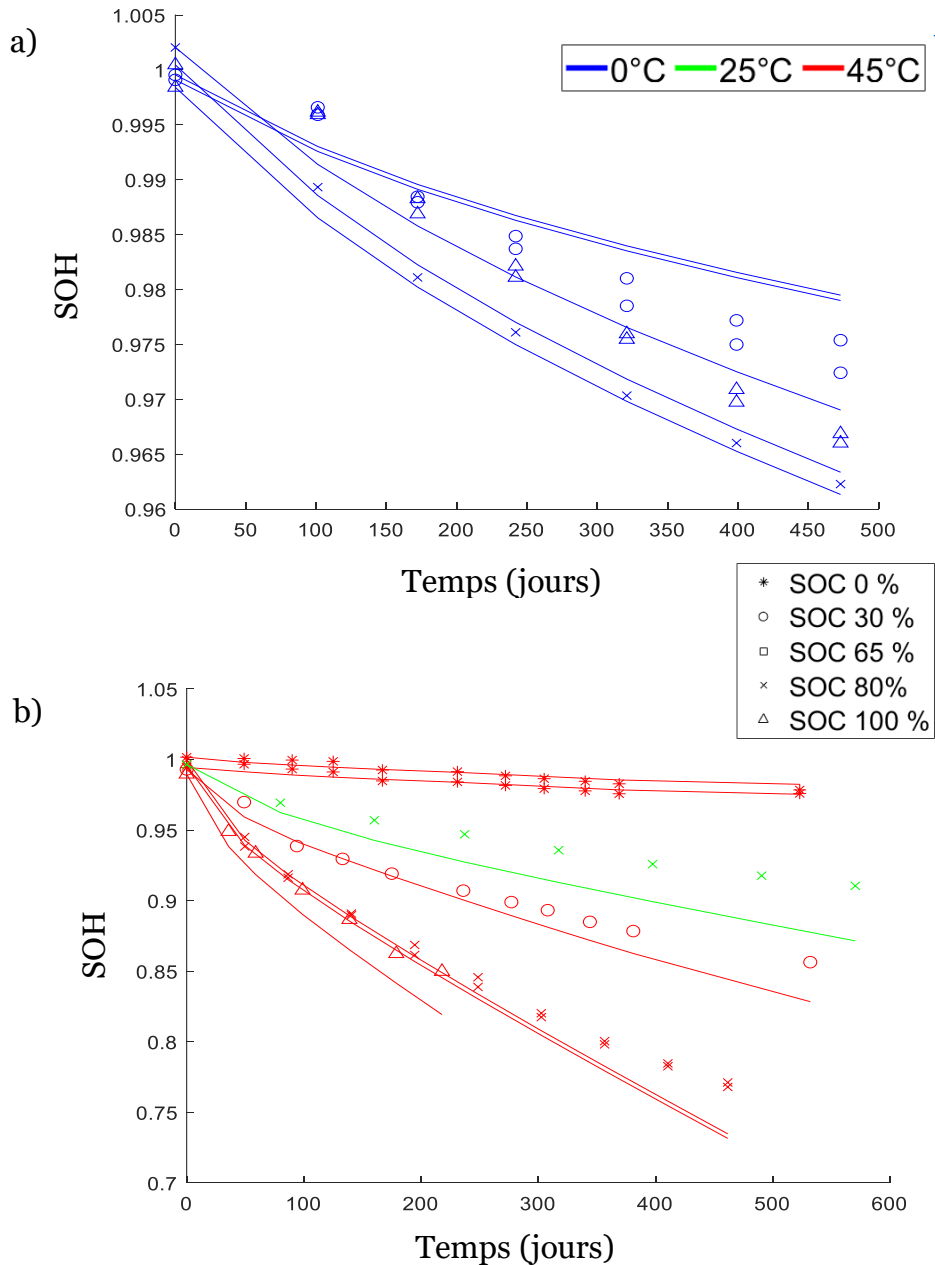 a)
1.005
1
0.995
0.99
0.985
0.98
0.975
0.97
0.965
0.96
SOH
0°C 25°C 45°C
0 50 100 150 200 250 300 350 400 450 500
Temps (jours)
SOC 0 %
SOC 30 %
SOC 65 %
SOC 80%
SOC 100 %
b)
1.05
1
0.95
0.9
0.85
0.8
0.75
0.7
SOH
0 100 200 300 400 500 600
Temps (jours)